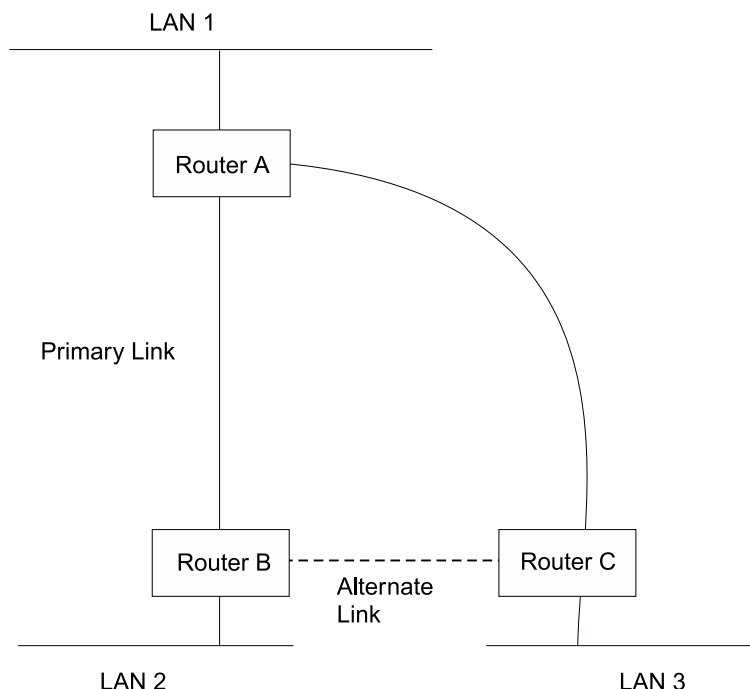 LAN 1
Router A
Primary Link
Router B
Router C
Alternate
Link
LAN 2
LAN 3